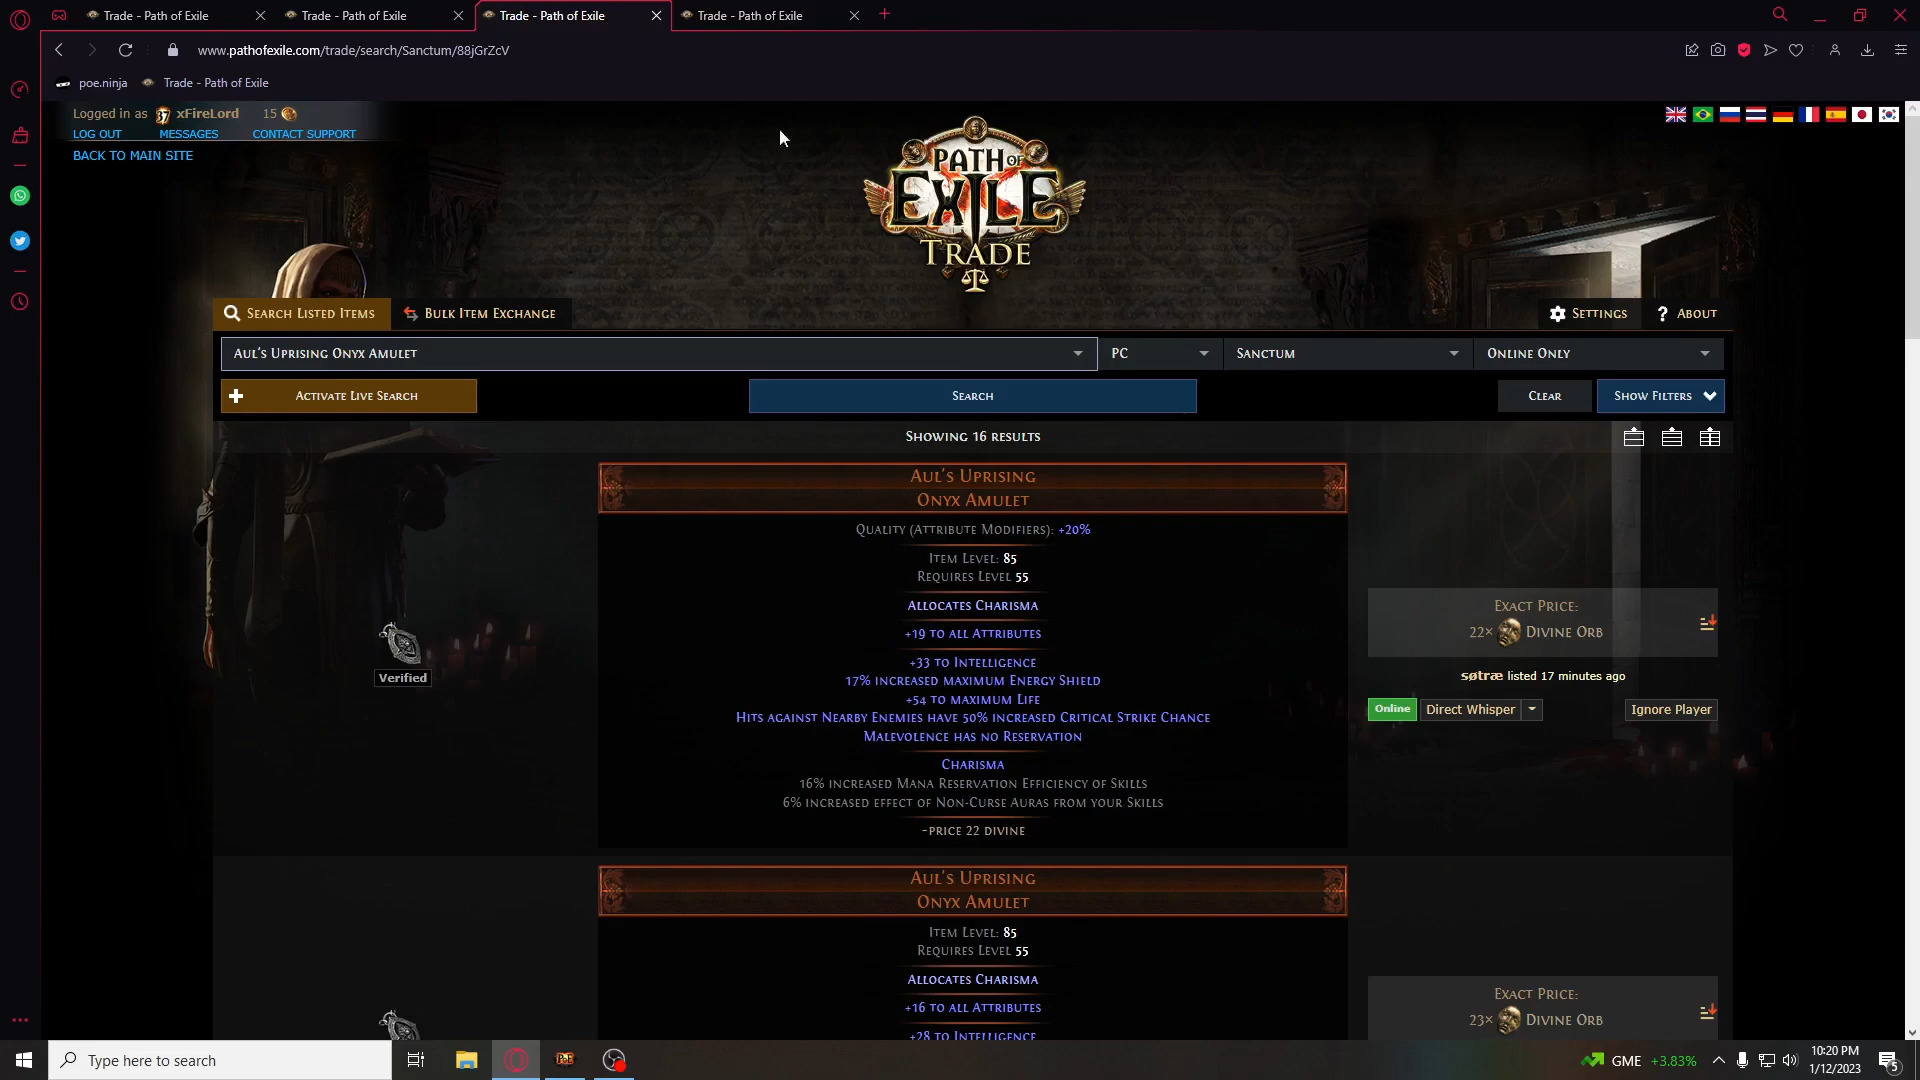 Trade - Path of Exile
Trade - Path of Exile
Trade - Path of Exile
Trade - Path of Exile
www.pathofexile.com/trade/search/Sanctum/88jGrZcV
poe.ninja
Trade - Path of Exile
Logged in as xFireLord 15
LOG OUT
MESSAGES
CONTACT SUPPORT
BACK TO MAIN SITE
PATH OF
EXILE
TRADE
Search Listed Items
Bulk Item Exchange
Settings
? About
Aul's Uprising Onyx Amulet
PC
Sanctum
Online Only
Activate Live Search
Search
Clear
Show Filters
Showing 16 results
Aul's Uprising
Onyx Amulet
Quality (Attribute Modifiers): +20%
Item Level: 85
Requires Level 55
Allocates Charisma
+19 to all Attributes
+33 to Intelligence
17% increased maximum Energy Shield
+54 to maximum Life
Hits against Nearby Enemies have 50% increased Critical Strike Chance
Malevolence has no Reservation
Charisma
16% increased Mana Reservation Efficiency of Skills
6% increased effect of Non-Curse Auras from your Skills
~price 22 divine
Verified
Exact Price:
22× Divine Orb
søtræ listed 17 minutes ago
Online
Direct Whisper
Ignore Player
Aul's Uprising
Onyx Amulet
Item Level: 85
Requires Level 55
Allocates Charisma
+16 to all Attributes
+28 to Intelligence
Exact Price:
23× Divine Orb
Type here to search
GME +3.83%
10:20 PM
1/12/2023
5